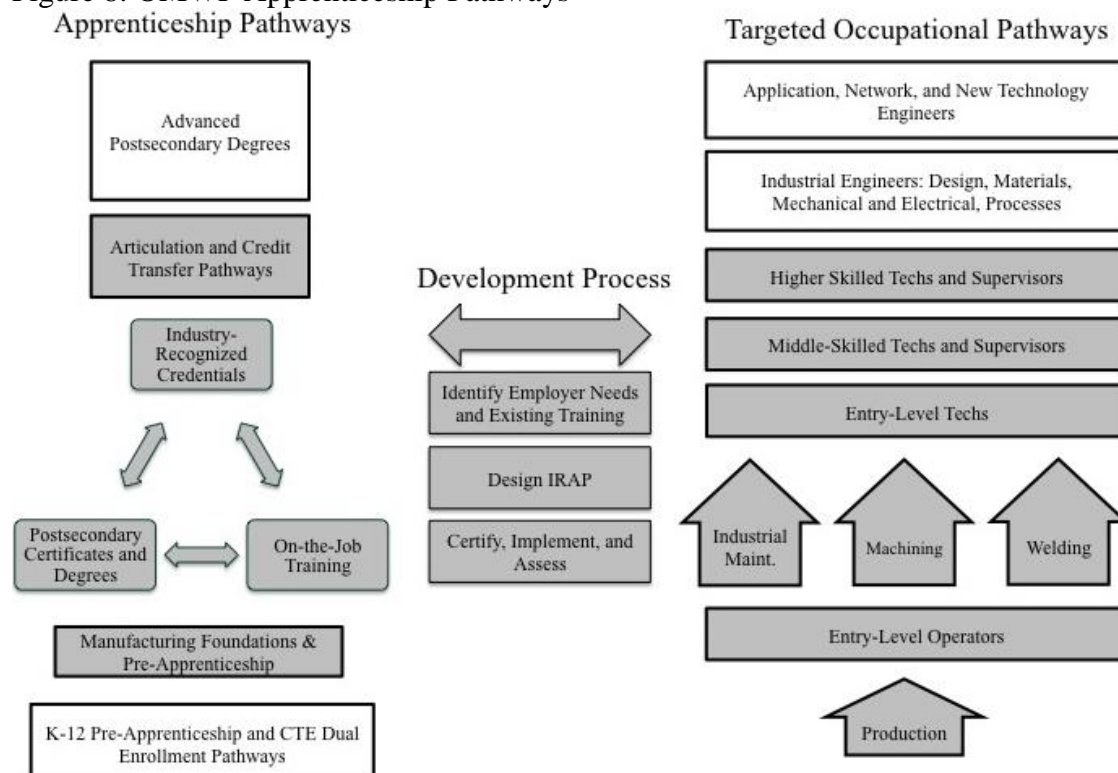 Figure Apprenticeship Pathways
Apprenticeship Pathways
Advanced
Postsecondary Degrees
Articulation and Credit
Transfer Pathways
Industry-
Recognized
Credentials
Postsecondary
Certificates and
Degrees
On-the-Job
Training
Manufacturing Foundations &
Pre-Apprenticeship
K-12 Pre-Apprenticeship and CTE Dual
Enrollment Pathways
Development Process
Identify Employer Needs
and Existing Training
Design IRAP
Certify, Implement, and
Assess
Targeted Occupational Pathways
Application, Network, and New Technology
Engineers
Industrial Engineers: Design, Materials,
Mechanical and Electrical, Processes
Higher Skilled Techs and Supervisors
Middle-Skilled Techs and Supervisors
Entry-Level Techs
Industrial
Maint.
Machining
Welding
Entry-Level Operators
Production